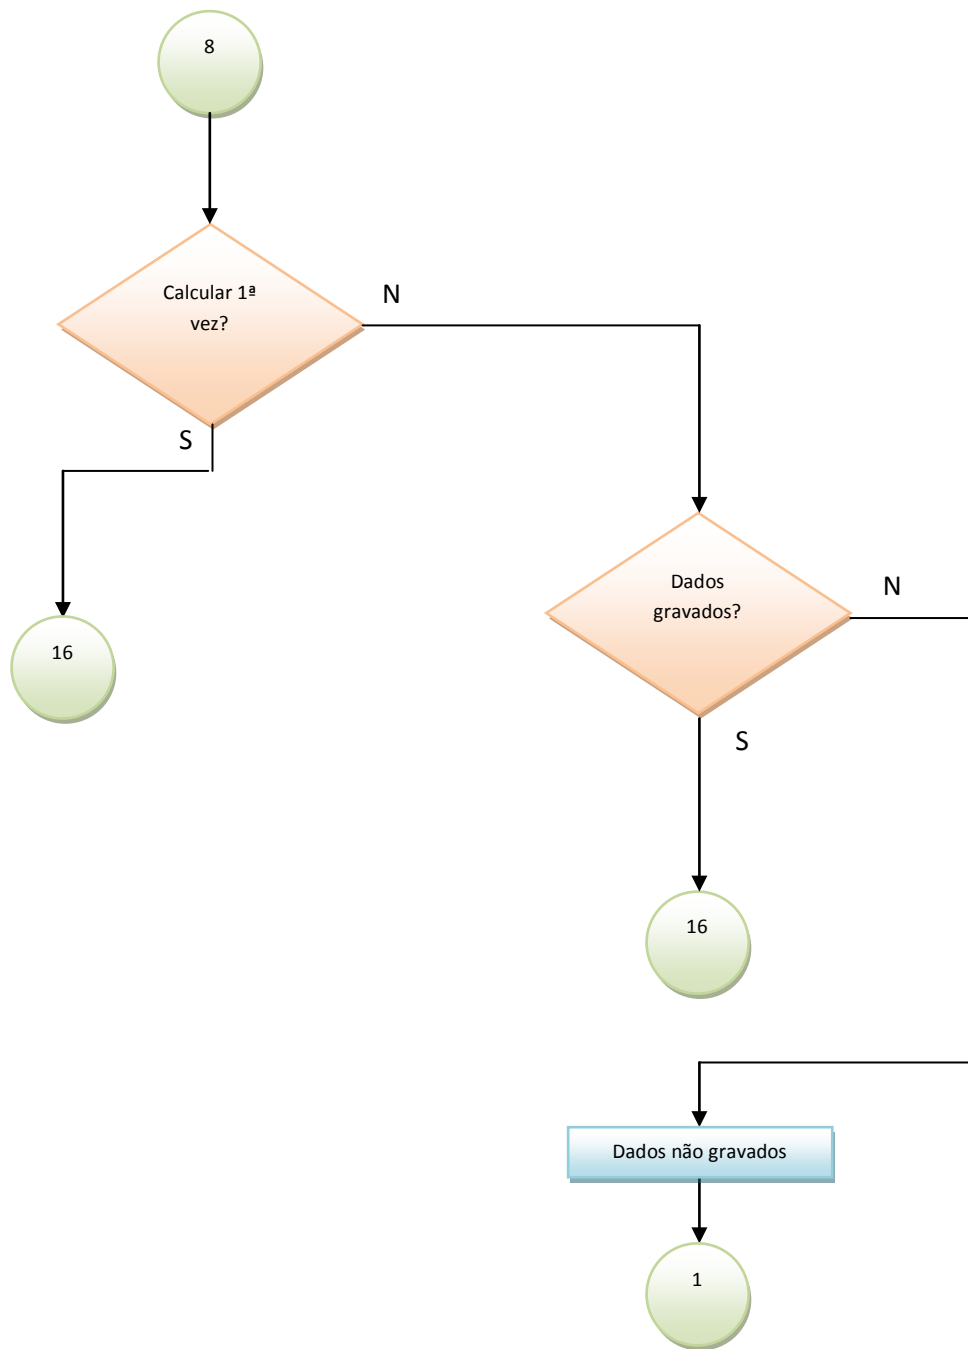 8
Calcular 1ª
vez?
N
S
Dados
gravados?
N
16
S
16
Dados não gravados
1